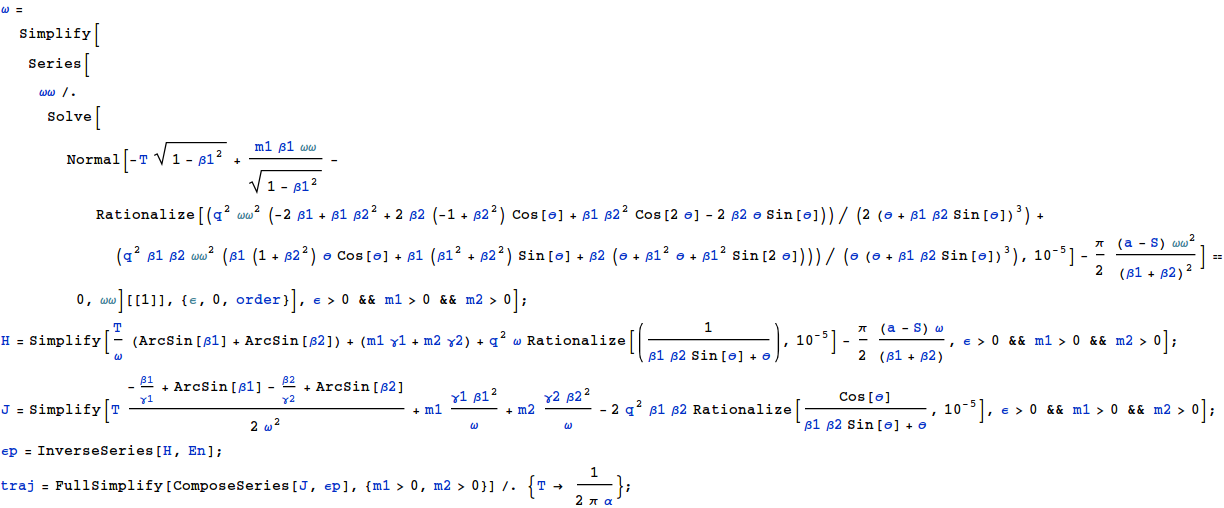 ω =
Simplify[
Series[
ωω /.
Solve[
Normal[-T √(1 - β1²) + (m1 β1 ωω)/√(1 - β1²) -
Rationalize[(q² ωω² (-2 β1 + β1 β2² + 2 β2 (-1 + β2²) Cos[θ] + β1 β2² Cos[2 θ] - 2 β2 θ Sin[θ])) / (2 (θ + β1 β2 Sin[θ])³) +
(q² β1 β2 ωω² (β1 (1 + β2²) θ Cos[θ] + β1 (β1² + β2²) Sin[θ] + β2 (θ + β1² θ + β1² Sin[2 θ]))) / (θ (θ + β1 β2 Sin[θ])³), 10⁻⁵] - π/2 ((a - S) ωω²)/(β1 + β2)²] ==
0, ωω][[1]], {ϵ, 0, order}], ϵ > 0 && m1 > 0 && m2 > 0];
H = Simplify[T/ω (ArcSin[β1] + ArcSin[β2]) + (m1 γ1 + m2 γ2) + q² ω Rationalize[(1/(β1 β2 Sin[θ] + θ)), 10⁻⁵] - π/2 ((a - S) ω)/(β1 + β2), ϵ > 0 && m1 > 0 && m2 > 0];
J = Simplify[T (-β1/γ1 + ArcSin[β1] - β2/γ2 + ArcSin[β2])/(2 ω²) + m1 (γ1 β1²)/ω + m2 (γ2 β2²)/ω - 2 q² β1 β2 Rationalize[Cos[θ]/(β1 β2 Sin[θ] + θ), 10⁻⁵], ϵ > 0 && m1 > 0 && m2 > 0];
ϵp = InverseSeries[H, En];
traj = FullSimplify[ComposeSeries[J, ϵp], {m1 > 0, m2 > 0}] /. {T → 1/(2 π α)};